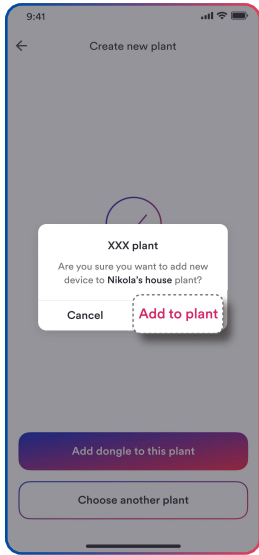 9:41
Create new plant
XXX plant
Are you sure you want to add new
device to Nikola's house plant?
Cancel
Add to plant
Add dongle to this plant
Choose another plant